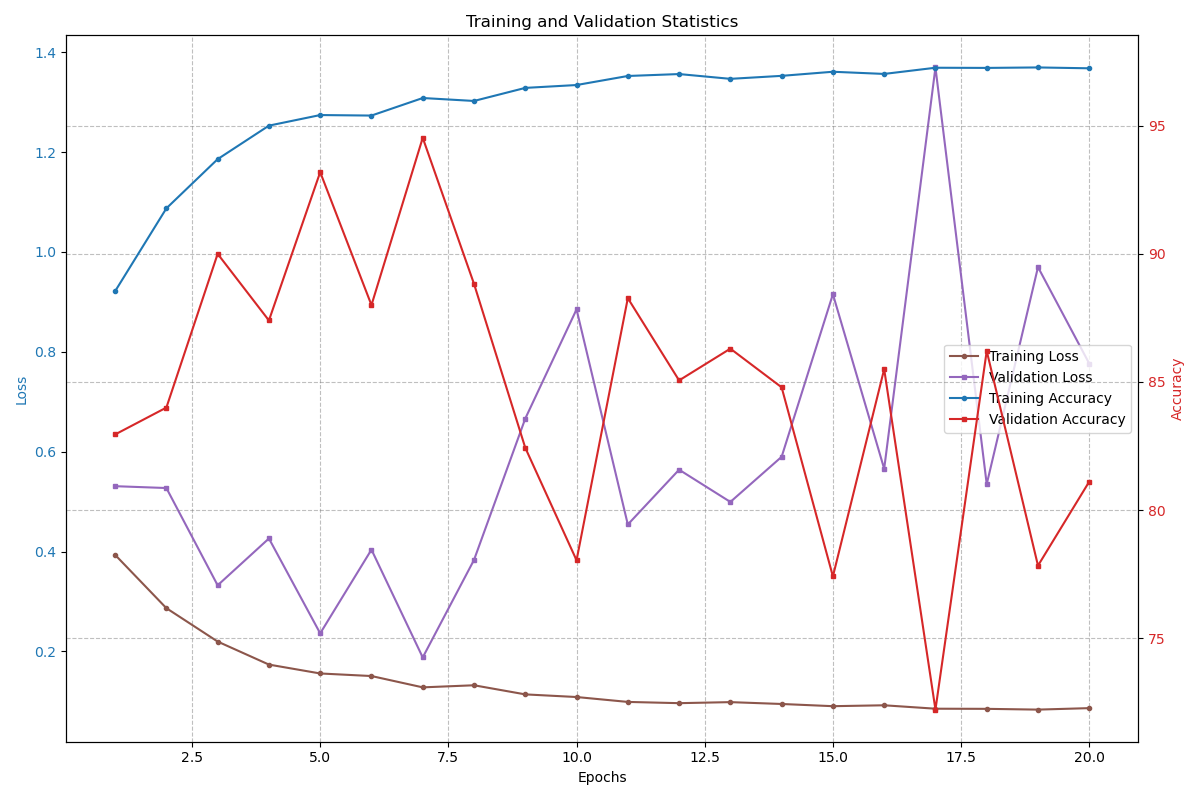 Training and Validation Statistics
1.4
1.2
1.0
0.8
0.6
0.4
0.2
Loss
95
90
85
80
75
Accuracy
Training Loss
Validation Loss
Training Accuracy
Validation Accuracy
2.5 5.0 7.5 10.0 12.5 15.0 17.5 20.0
Epochs